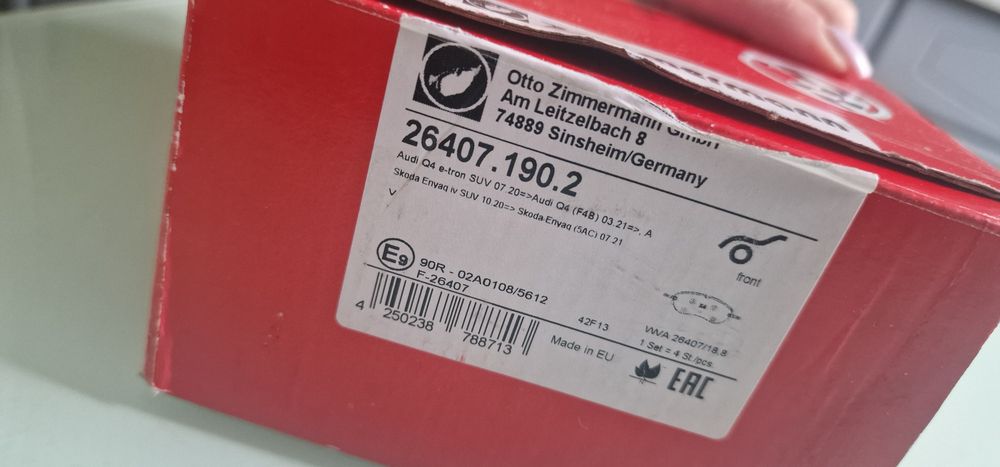 Otto Zimmermann GmbH
Am Leitzelbach 8
74889 Sinsheim/Germany
26407.190.2
Audi Q4 e-tron SUV 07.20=>Audi Q4 (F4B) 03.21=>, A
Skoda Enyaq iv SUV 10.20=> Skoda Enyaq (5AC) 07.21
front
E9
90R - 02A0108/5612
F-26407
4 250238 788713
42F13
Made in EU
WVA 26407/18,8
1 Set = 4 St./pcs.
EAC